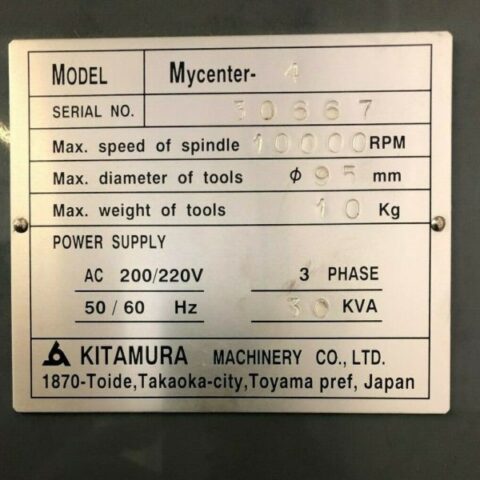 MODEL Mycenter- 4
SERIAL NO. 30667
Max. speed of spindle 10000 RPM
Max. diameter of tools φ 95 mm
Max. weight of tools 10 Kg
POWER SUPPLY
AC 200/220V 3 PHASE
50/60 Hz 30 KVA
KITAMURA MACHINERY CO., LTD.
1870-Toide, Takaoka-city, Toyama pref, Japan